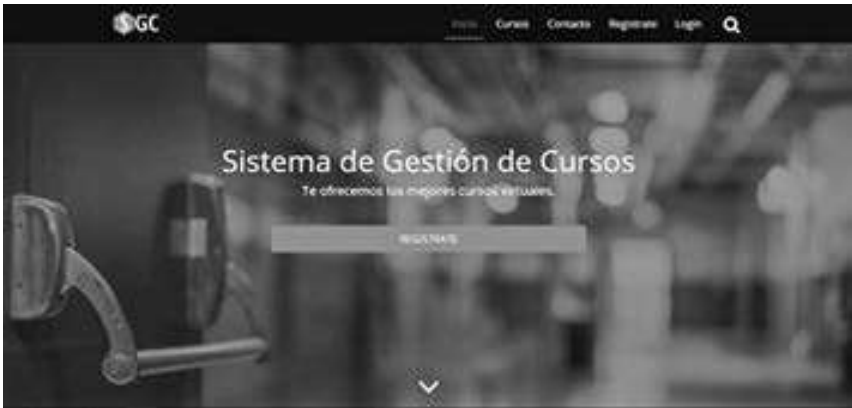 SGC
Inicio Cursos Contacto Registrate Login
Sistema de Gestión de Cursos
Te ofrecemos los mejores cursos virtuales.
REGISTRATE